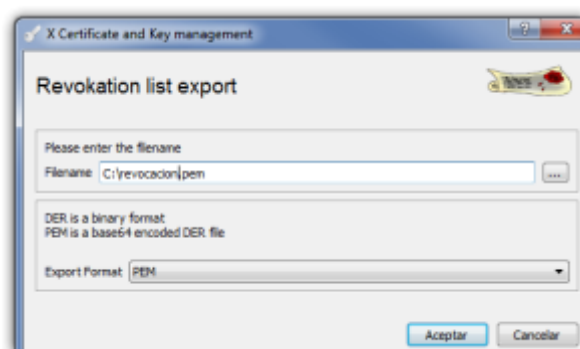 X Certificate and Key management
Revokation list export
Please enter the filename
Filename C:\revocacion.pem ...
DER is a binary format
PEM is a base64 encoded DER file
Export Format PEM
Aceptar Cancelar